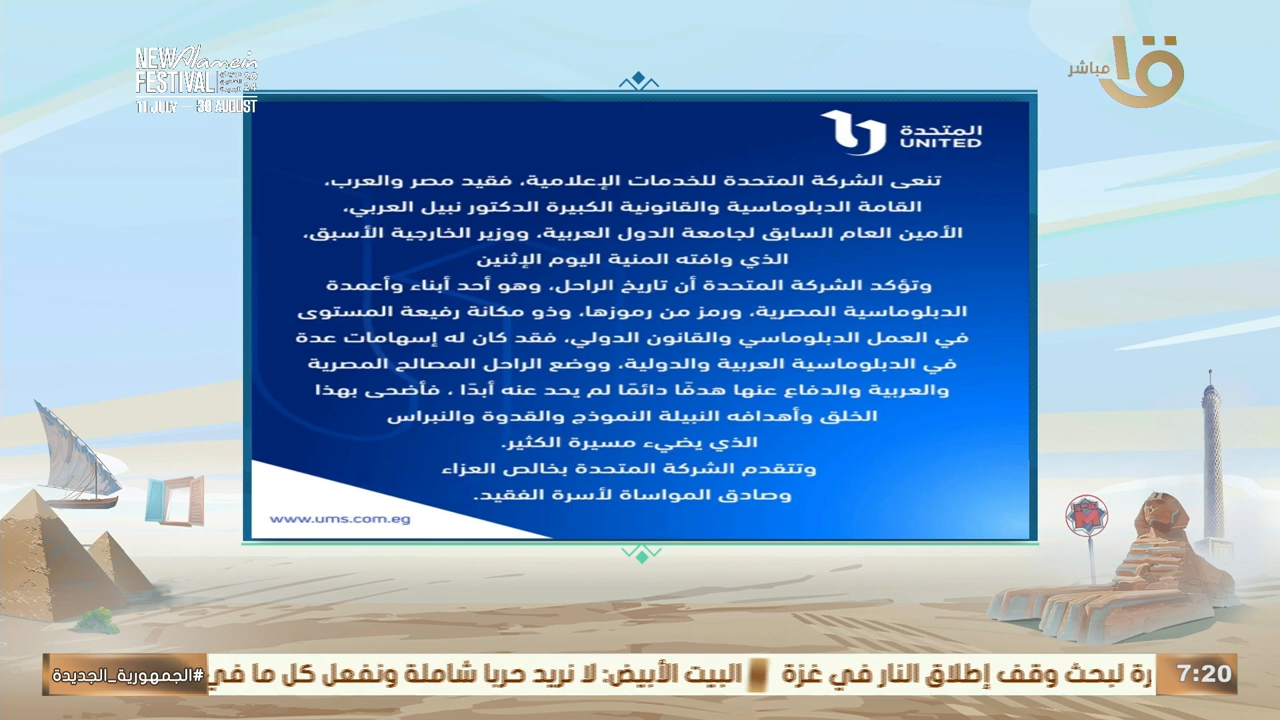 NEW Alamein
FESTIVAL
11 JULY — 30 AUGUST
مباشر
المتحدة
UNITED
تنعى الشركة المتحدة للخدمات الإعلامية، فقيد مصر والعرب،
القامة الدبلوماسية والقانونية الكبيرة الدكتور نبيل العربي،
الأمين العام السابق لجامعة الدول العربية، ووزير الخارجية الأسبق،
الذي وافته المنية اليوم الإثنين
وتؤكد الشركة المتحدة أن تاريخ الراحل، وهو أحد أبناء وأعمدة
الدبلوماسية المصرية، ورمز من رموزها، وذو مكانة رفيعة المستوى
في العمل الدبلوماسي والقانون الدولي، فقد كان له إسهامات عدة
في الدبلوماسية العربية والدولية، ووضع الراحل المصالح المصرية
والعربية والدفاع عنها هدفًا دائمًا لم يحد عنه أبدًا ، فأضحى بهذا
الخلق وأهدافه النبيلة النموذج والقدوة والنبراس
الذي يضيء مسيرة الكثير.
وتتقدم الشركة المتحدة بخالص العزاء
وصادق المواساة لأسرة الفقيد.
www.ums.com.eg
7:20
رة لبحث وقف إطلاق النار في غزة
البيت الأبيض: لا نريد حربا شاملة ونفعل كل ما في
#الجمهورية_الجديدة